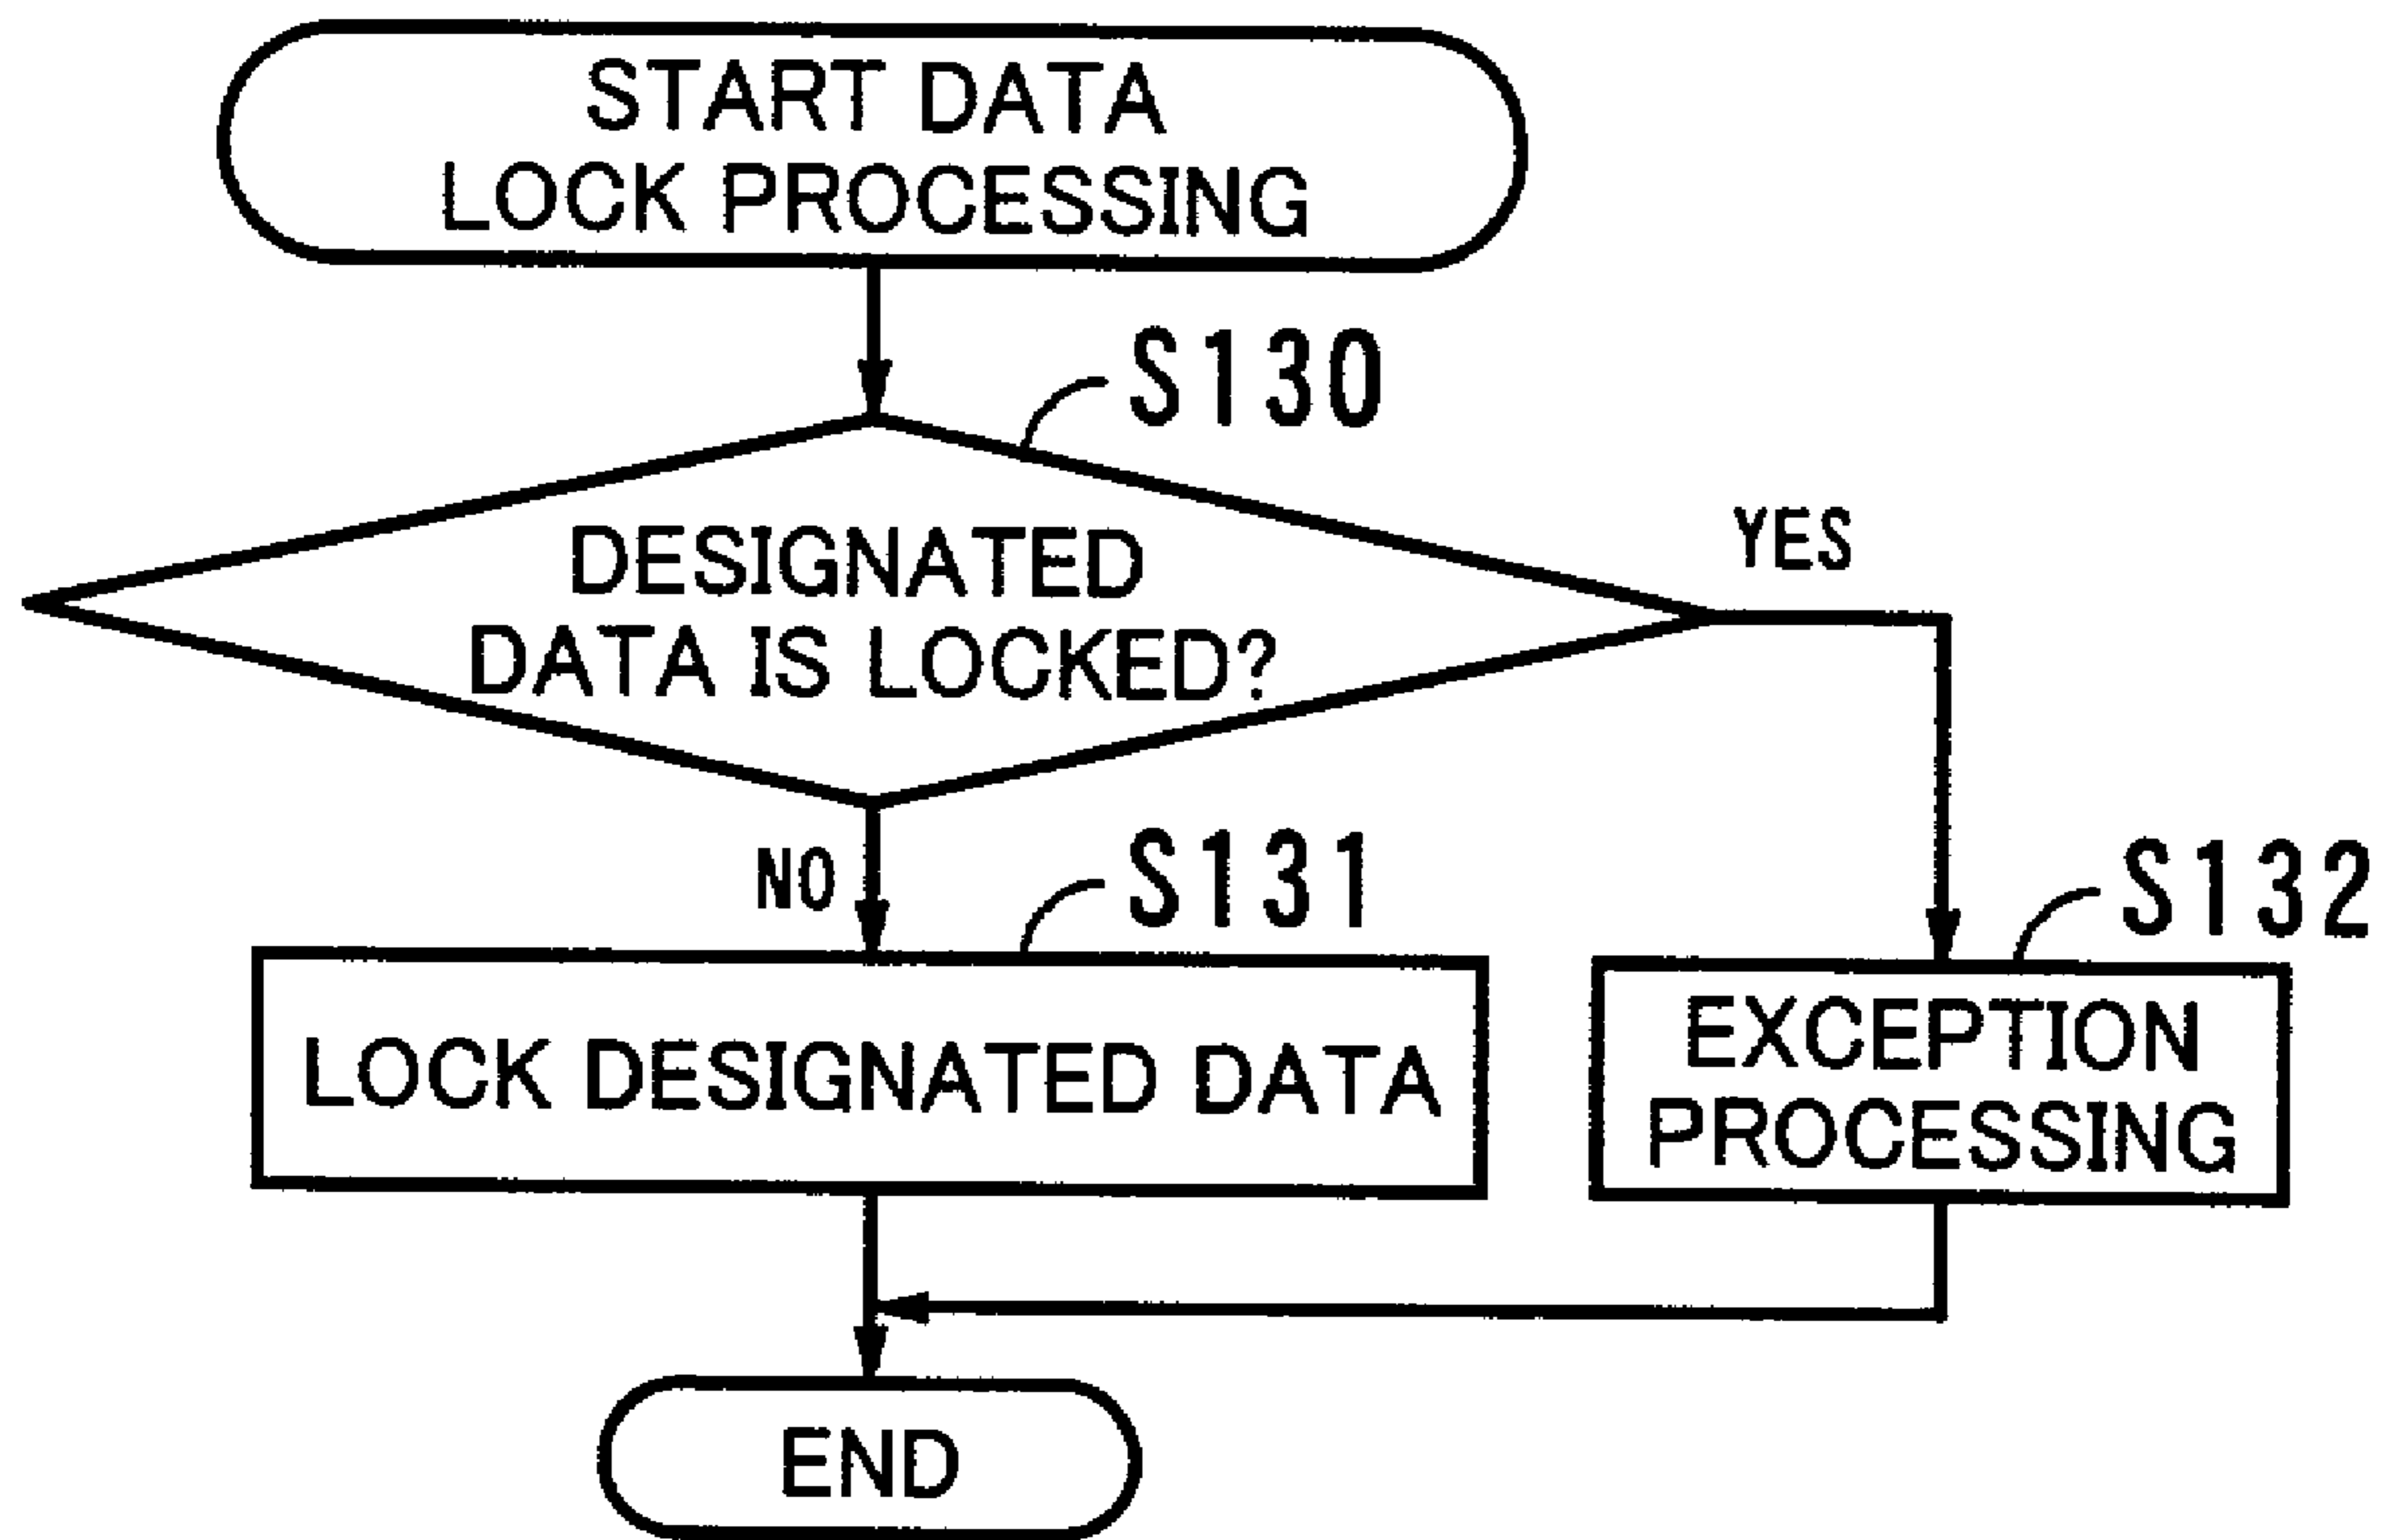 START DATA
LOCK PROCESSING
S130
DESIGNATED
DATA IS LOCKED?
YES
NO
S131
S132
LOCK DESIGNATED DATA
EXCEPTION
PROCESSING
END